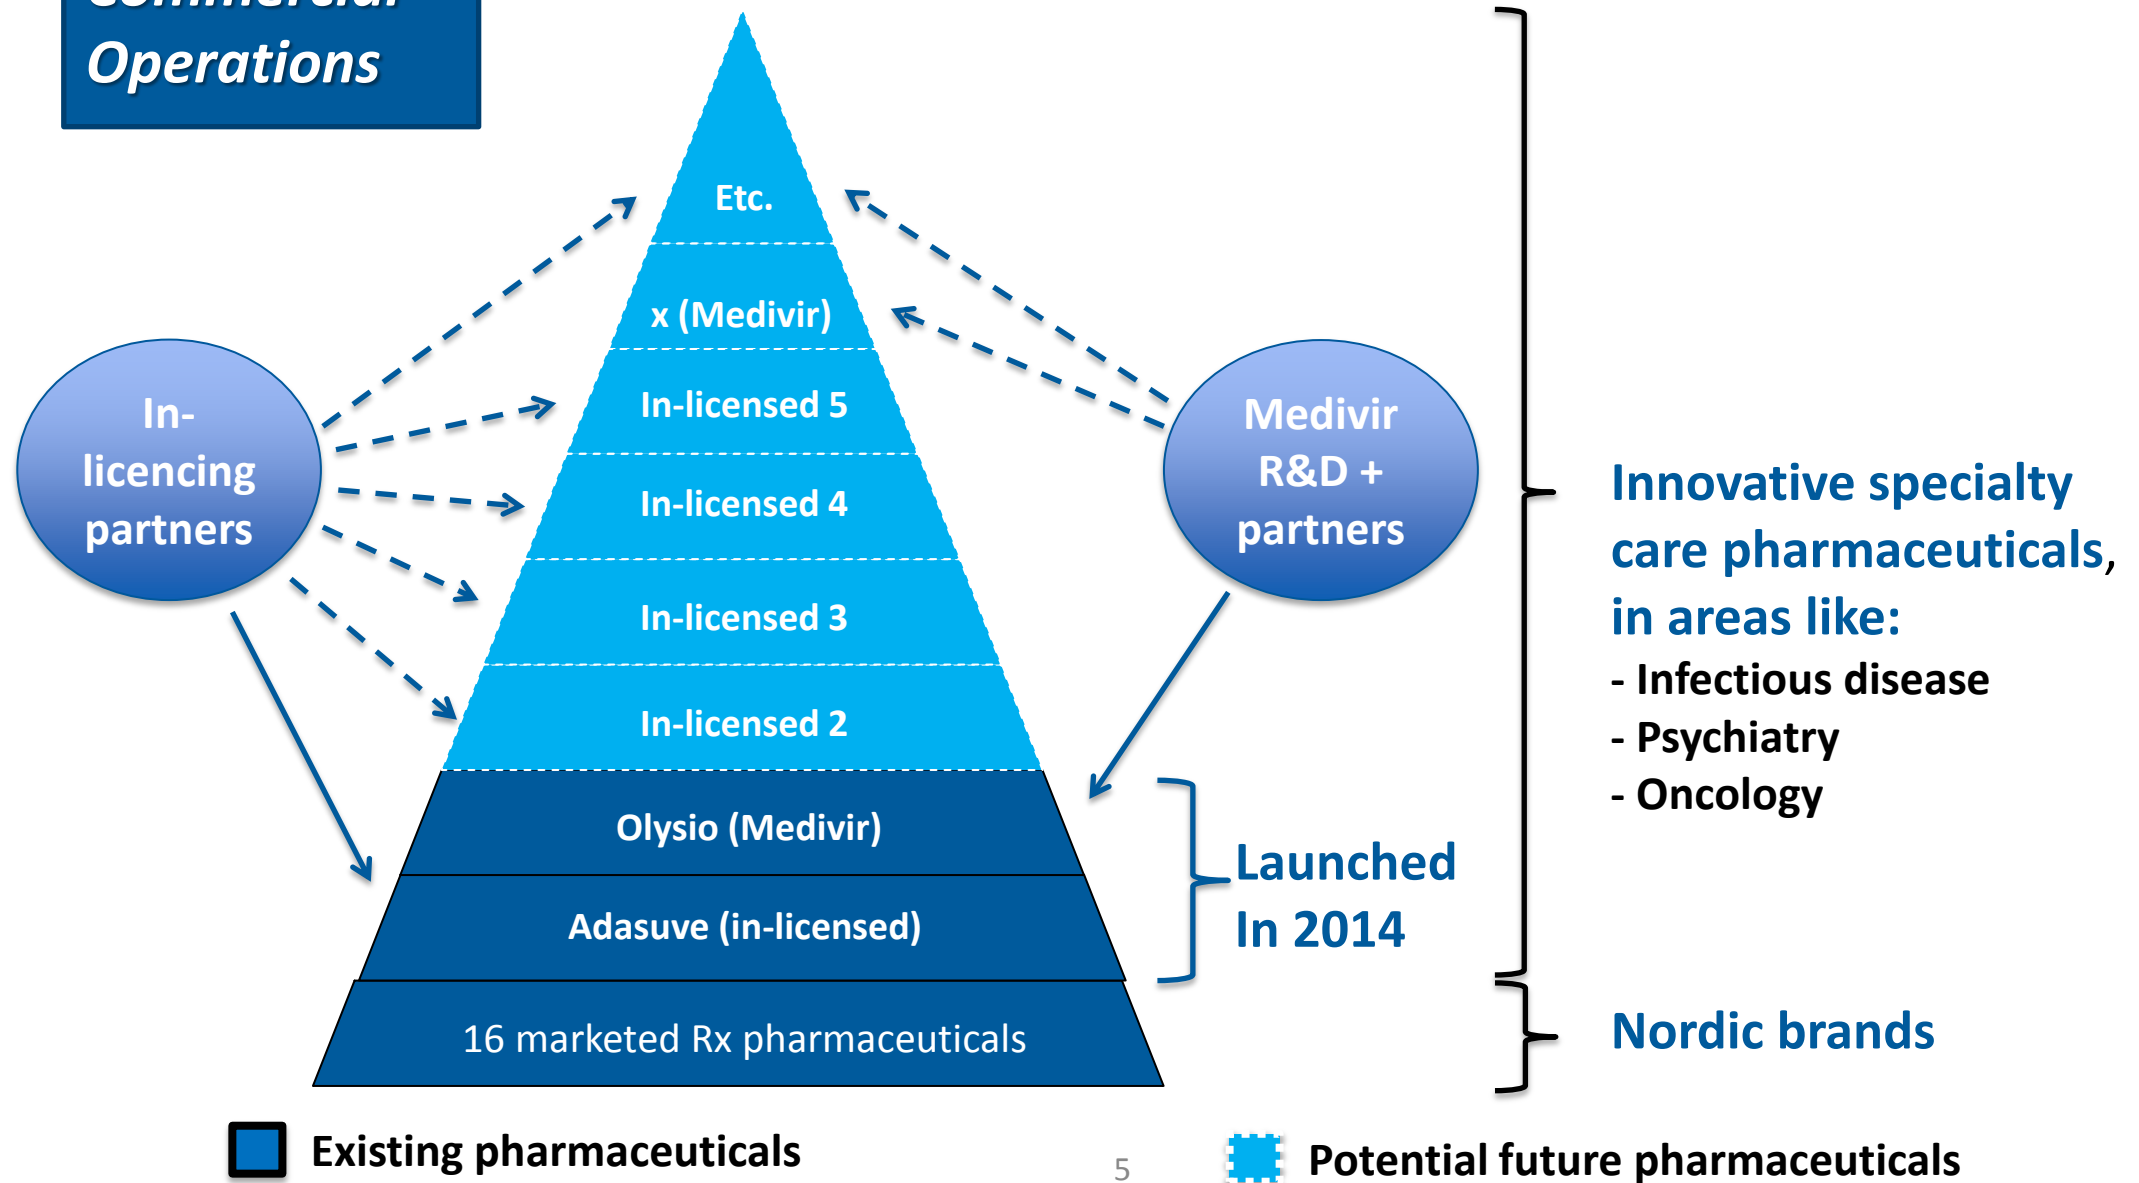 Operations
Etc.
x (Medivir)
In-licensed 5
In-licensed 4
In-licensed 3
In-licensed 2
Olysio (Medivir)
Adasuve (in-licensed)
16 marketed Rx pharmaceuticals
In-
licencing
partners
Medivir
R&D +
partners
Launched
In 2014
Innovative specialty
care pharmaceuticals,
in areas like:
- Infectious disease
- Psychiatry
- Oncology
Nordic brands
Existing pharmaceuticals
5
Potential future pharmaceuticals